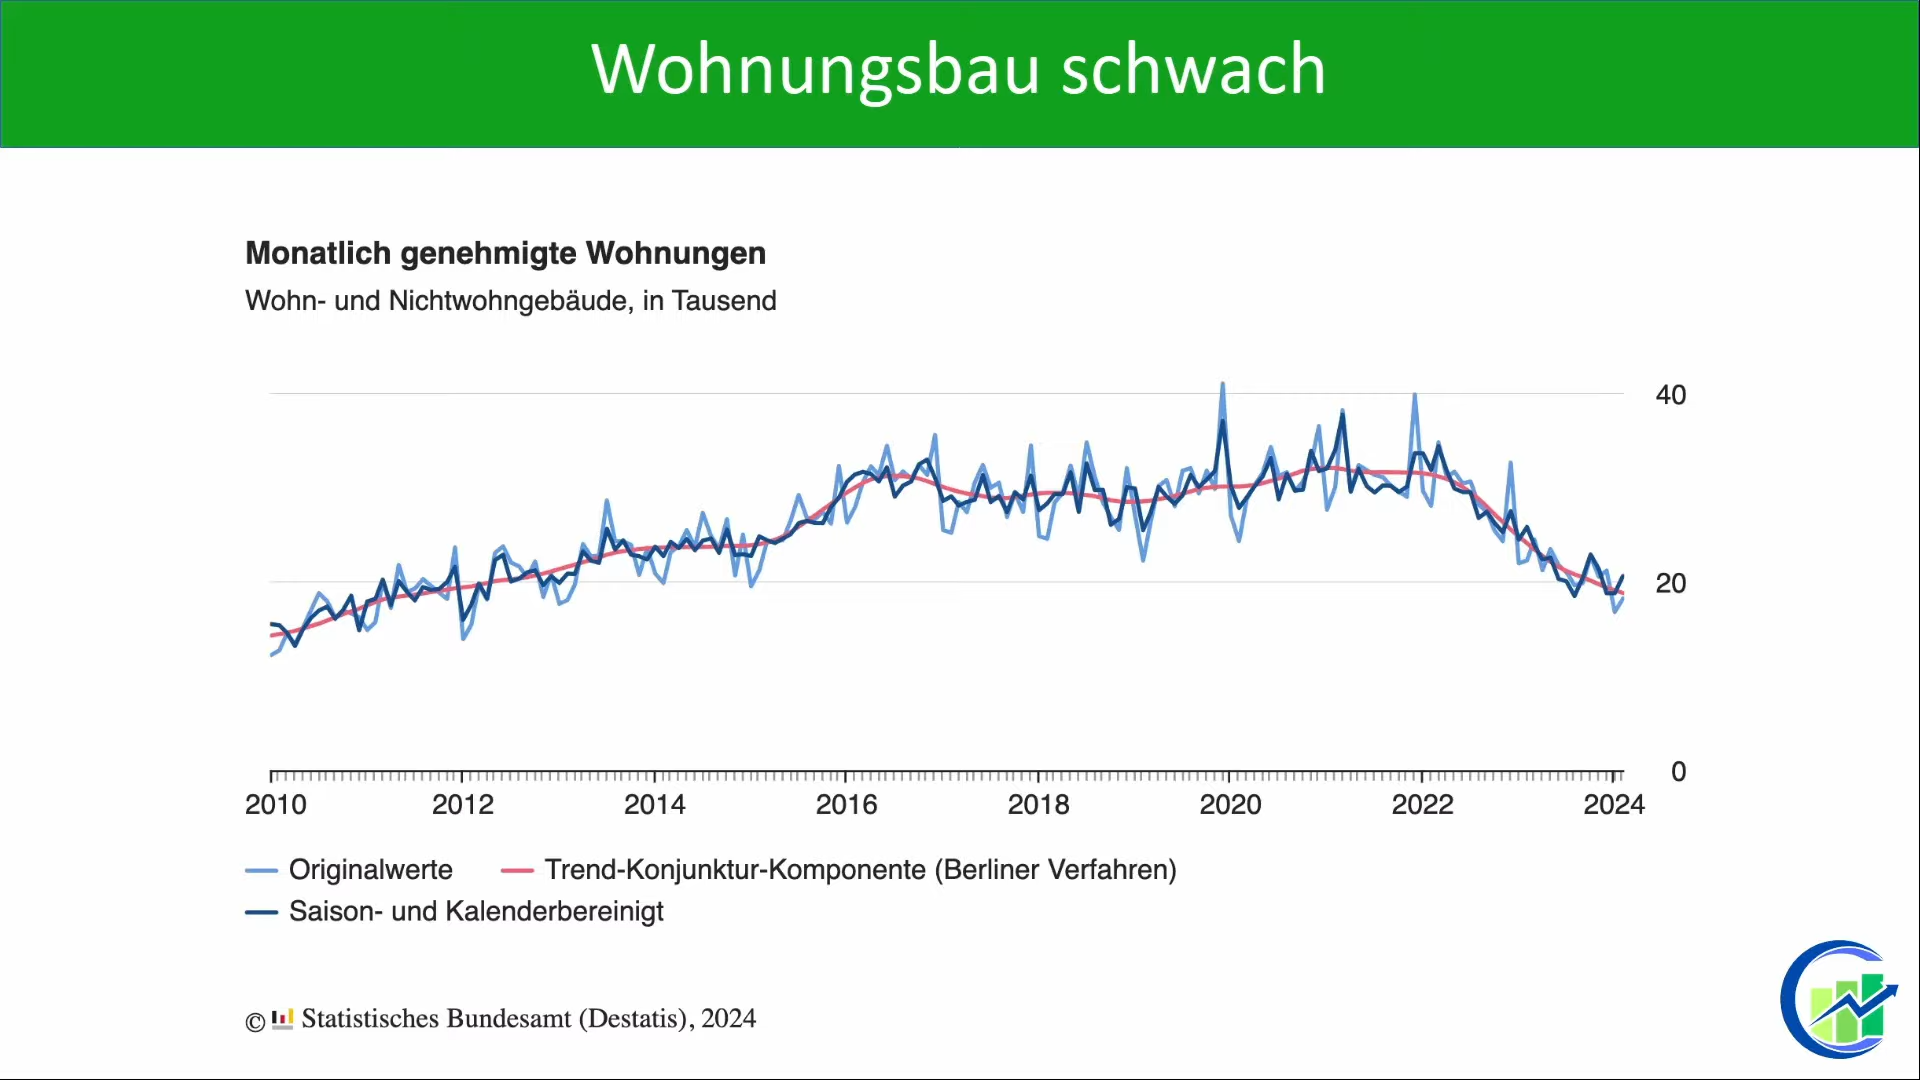 Wohnungsbau schwach
Monatlich genehmigte Wohnungen
Wohn- und Nichtwohngebäude, in Tausend
40
20
0
2010 2012 2014 2016 2018 2020 2022 2024
Originalwerte Trend-Konjunktur-Komponente (Berliner Verfahren)
Saison- und Kalenderbereinigt
© Statistisches Bundesamt (Destatis), 2024